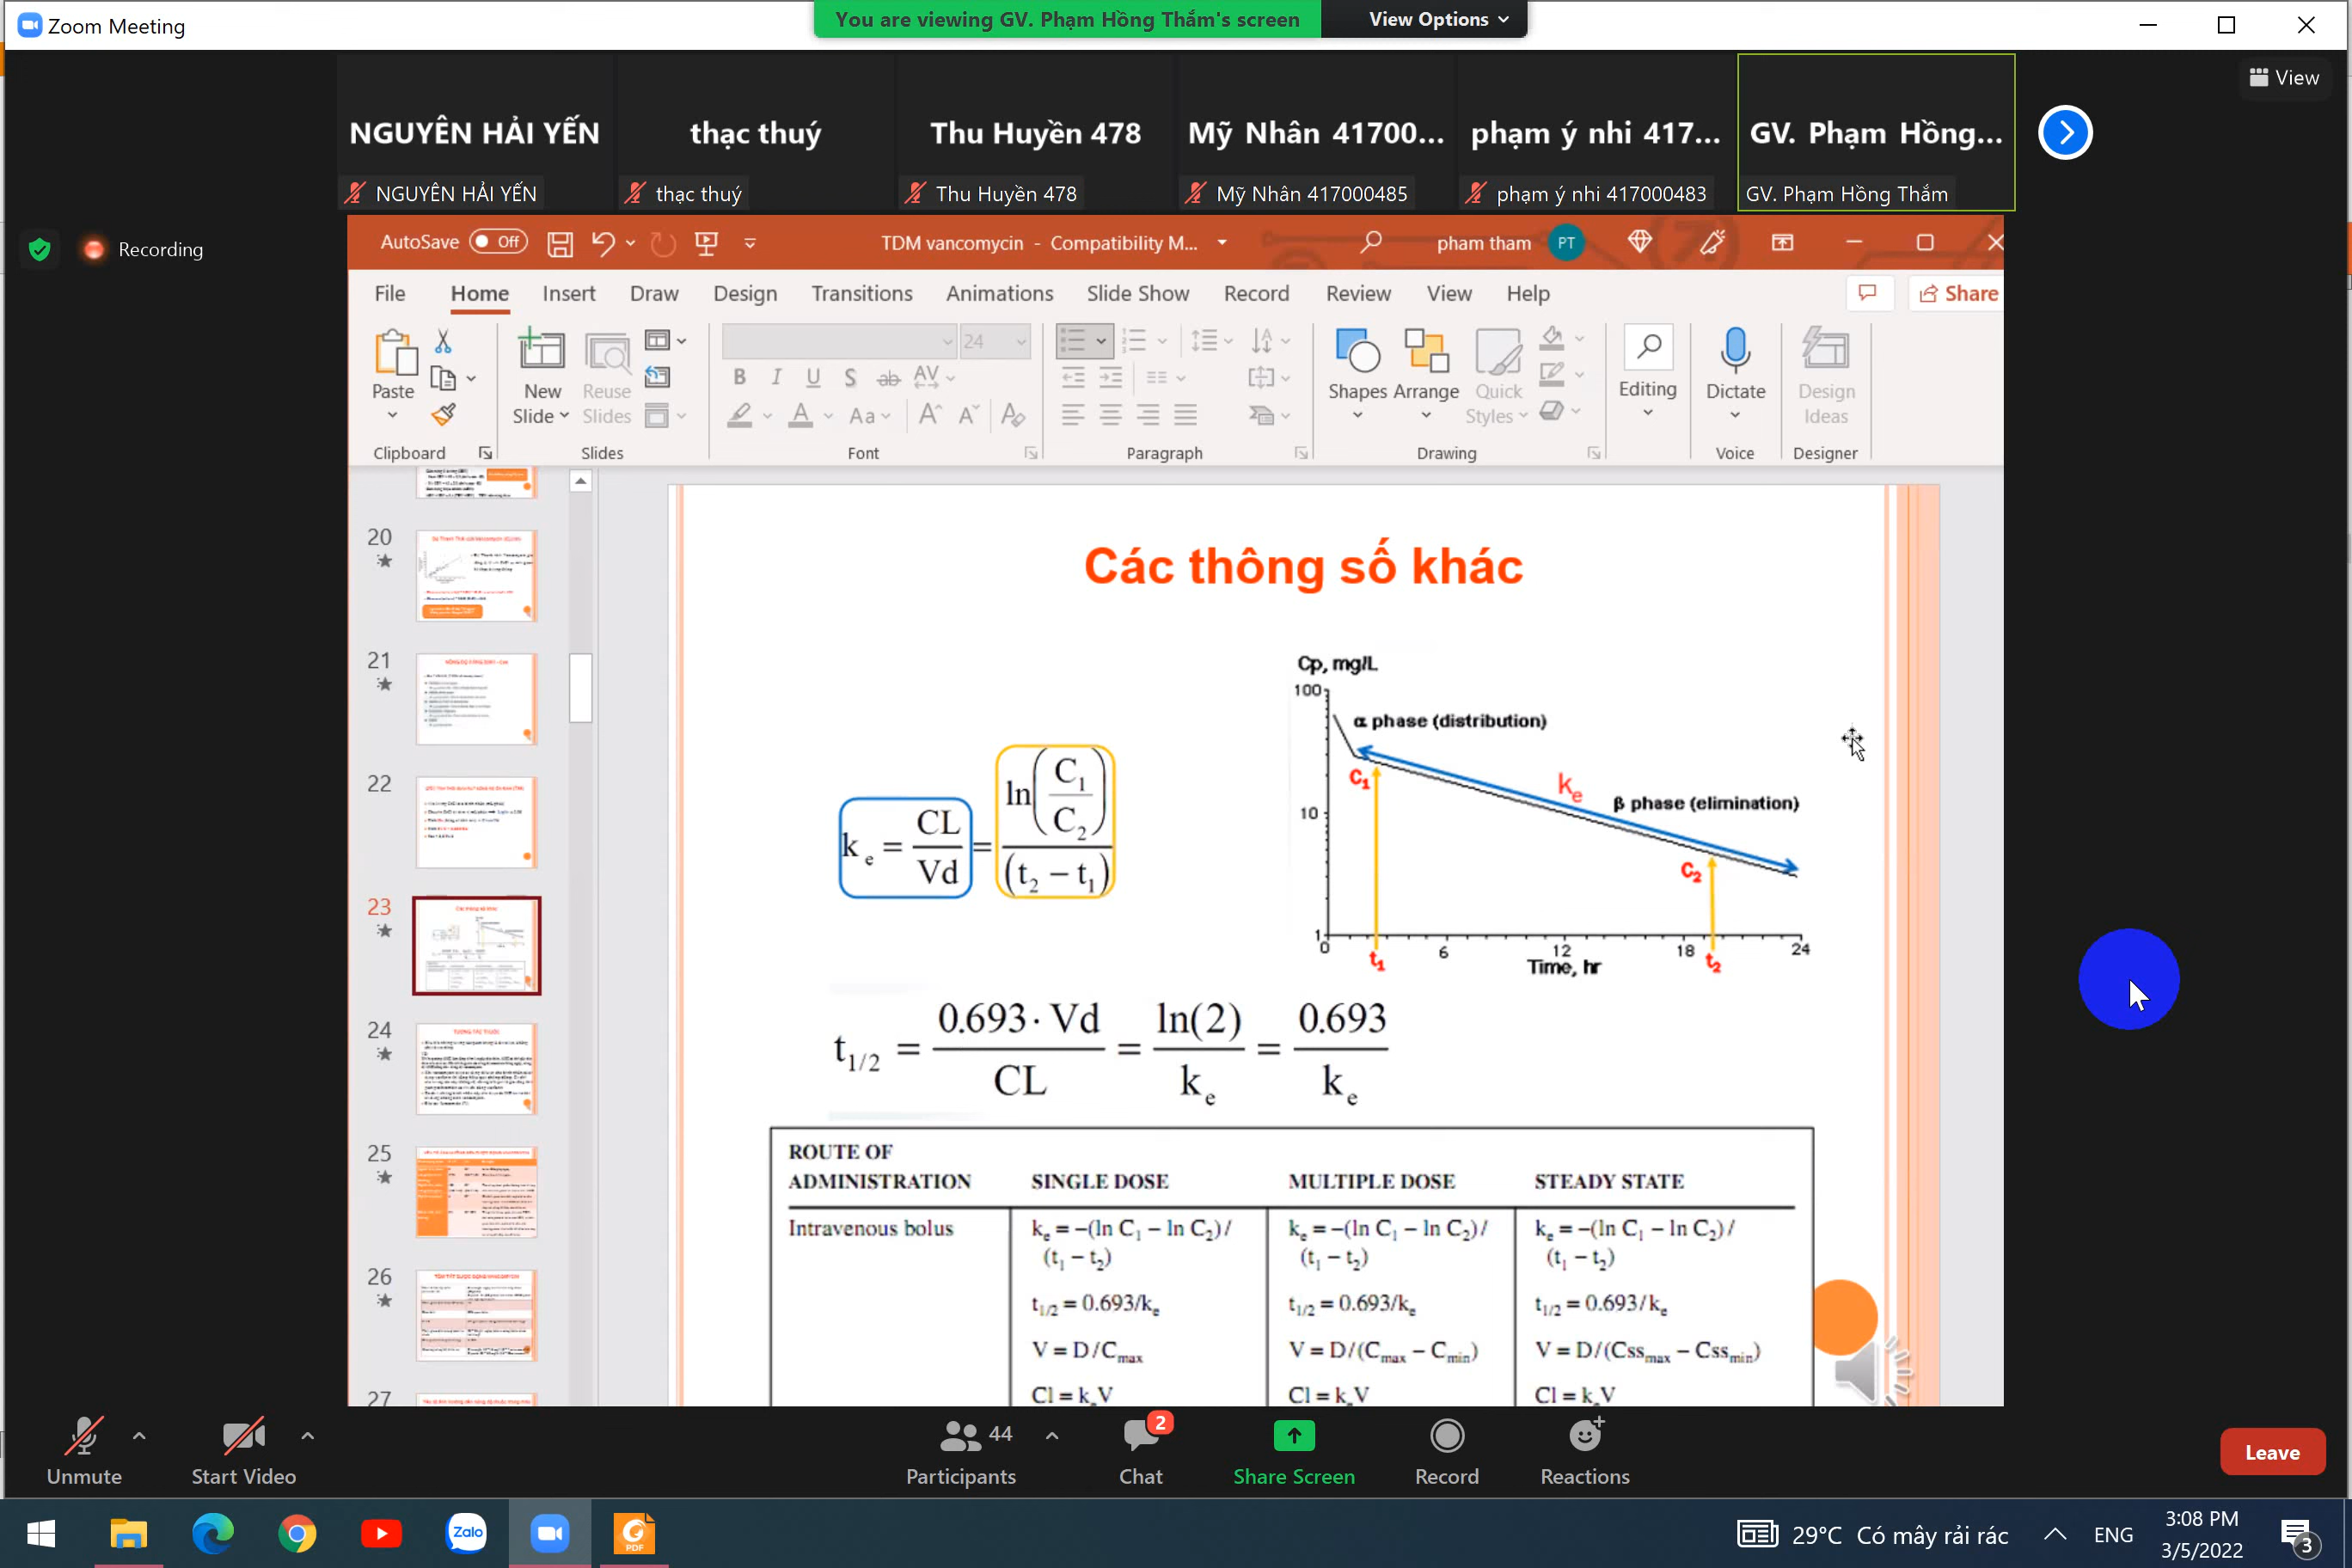 Zoom Meeting
You are viewing GV. Phạm Hồng Thắm's screen
View Options
View
NGUYÊN HẢI YẾN
thạc thuý
Thu Huyền 478
Mỹ Nhân 41700...
phạm ý nhi 417...
GV. Phạm Hồng...
NGUYÊN HẢI YẾN
thạc thuý
Thu Huyền 478
Mỹ Nhân 417000485
phạm ý nhi 417000483
GV. Phạm Hồng Thắm
Recording
AutoSave Off
TDM vancomycin - Compatibility M...
pham tham PT
File Home Insert Draw Design Transitions Animations Slide Show Record Review View Help
Share
Paste
New Slide
Reuse Slides
24
B I U S ab AV
A Aa A A A
Shapes
Arrange
Quick Styles
Editing
Dictate
Design Ideas
Clipboard Slides Font Paragraph Drawing Voice Designer
20
21
22
23
24
25
26
27
Các thông số khác
Cp, mg/L
100
α phase (distribution)
C₁
kₑ
β phase (elimination)
10
C₂
1
0 6 12 18 24
t₁ t₂
Time, hr
kₑ = CL/Vd = ln(C₁/C₂)/(t₂ − t₁)
t₁/₂ = 0.693 · Vd/CL = ln(2)/kₑ = 0.693/kₑ
ROUTE OF
ADMINISTRATION SINGLE DOSE MULTIPLE DOSE STEADY STATE
Intravenous bolus kₑ = −(ln C₁ − ln C₂)/ kₑ = −(ln C₁ − ln C₂)/ kₑ = −(ln C₁ − ln C₂)/
(t₁ − t₂) (t₁ − t₂) (t₁ − t₂)
t₁/₂ = 0.693/kₑ t₁/₂ = 0.693/kₑ t₁/₂ = 0.693/kₑ
V = D/Cmax V = D/(Cmax − Cmin) V = D/(Cssmax − Cssmin)
Cl = kₑV Cl = kₑV Cl = kₑV
Unmute
Start Video
44
Participants
2
Chat
Share Screen
Record
Reactions
Leave
Zalo
PDF
29°C Có mây rải rác
ENG
3:08 PM
3/5/2022
3